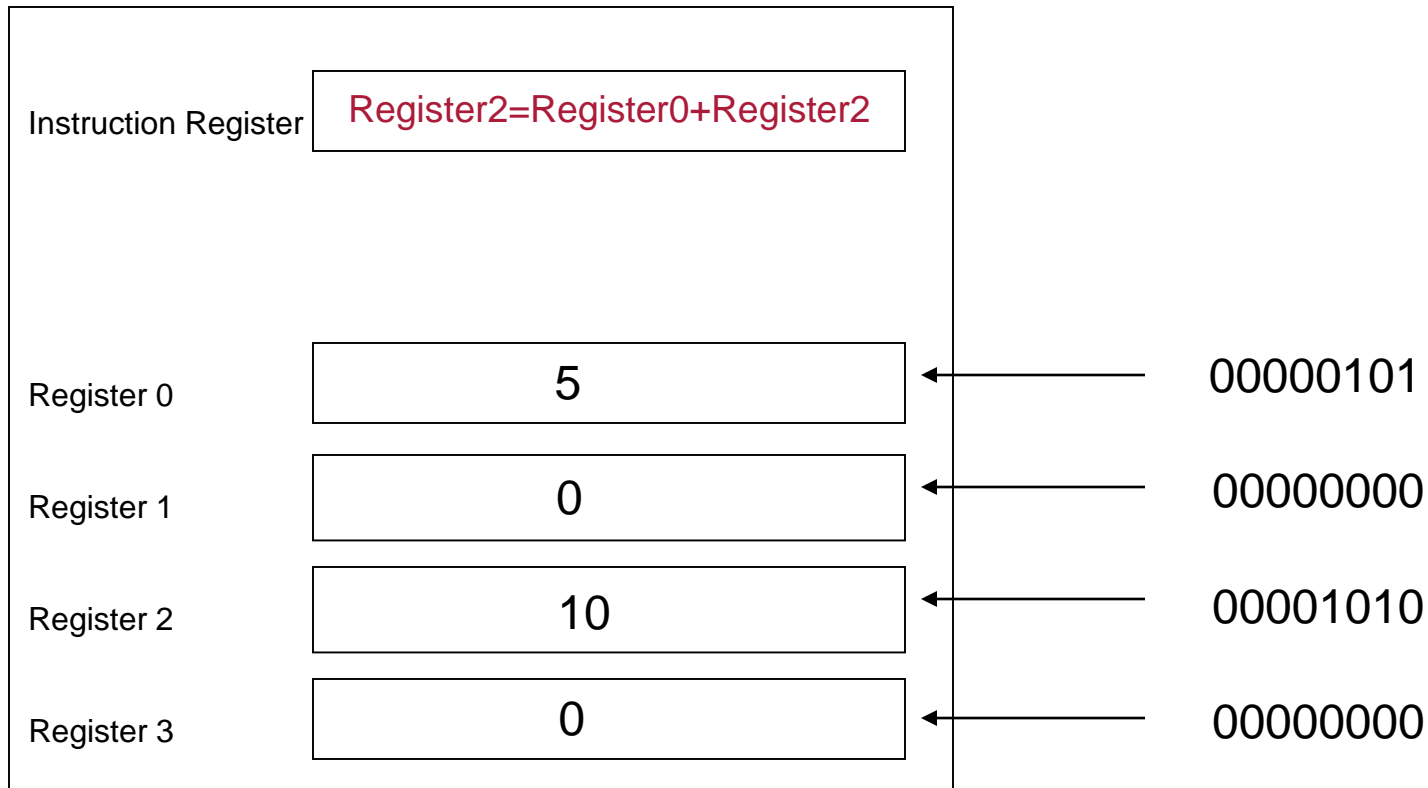 Instruction Register Register2=Register0+Register2
Register 0 5 00000101
Register 1 0 00000000
Register 2 10 00001010
Register 3 0 00000000